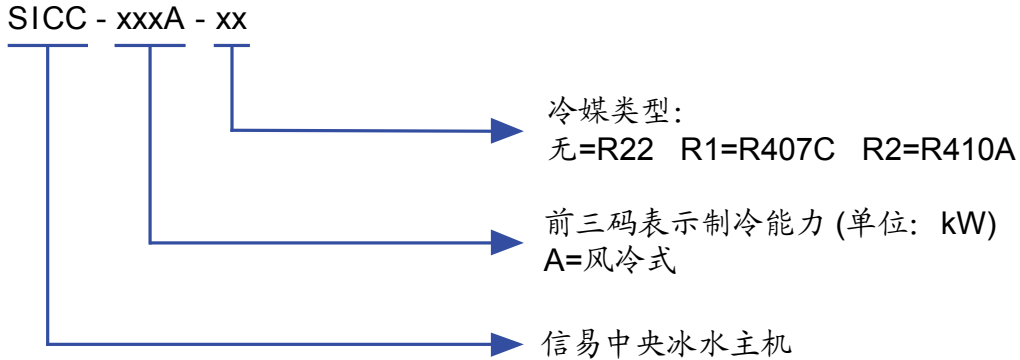 SICC - xxxA - xx
冷媒类型:
无=R22 R1=R407C R2=R410A
前三码表示制冷能力 (单位: kW)
A=风冷式
信易中央冰水主机